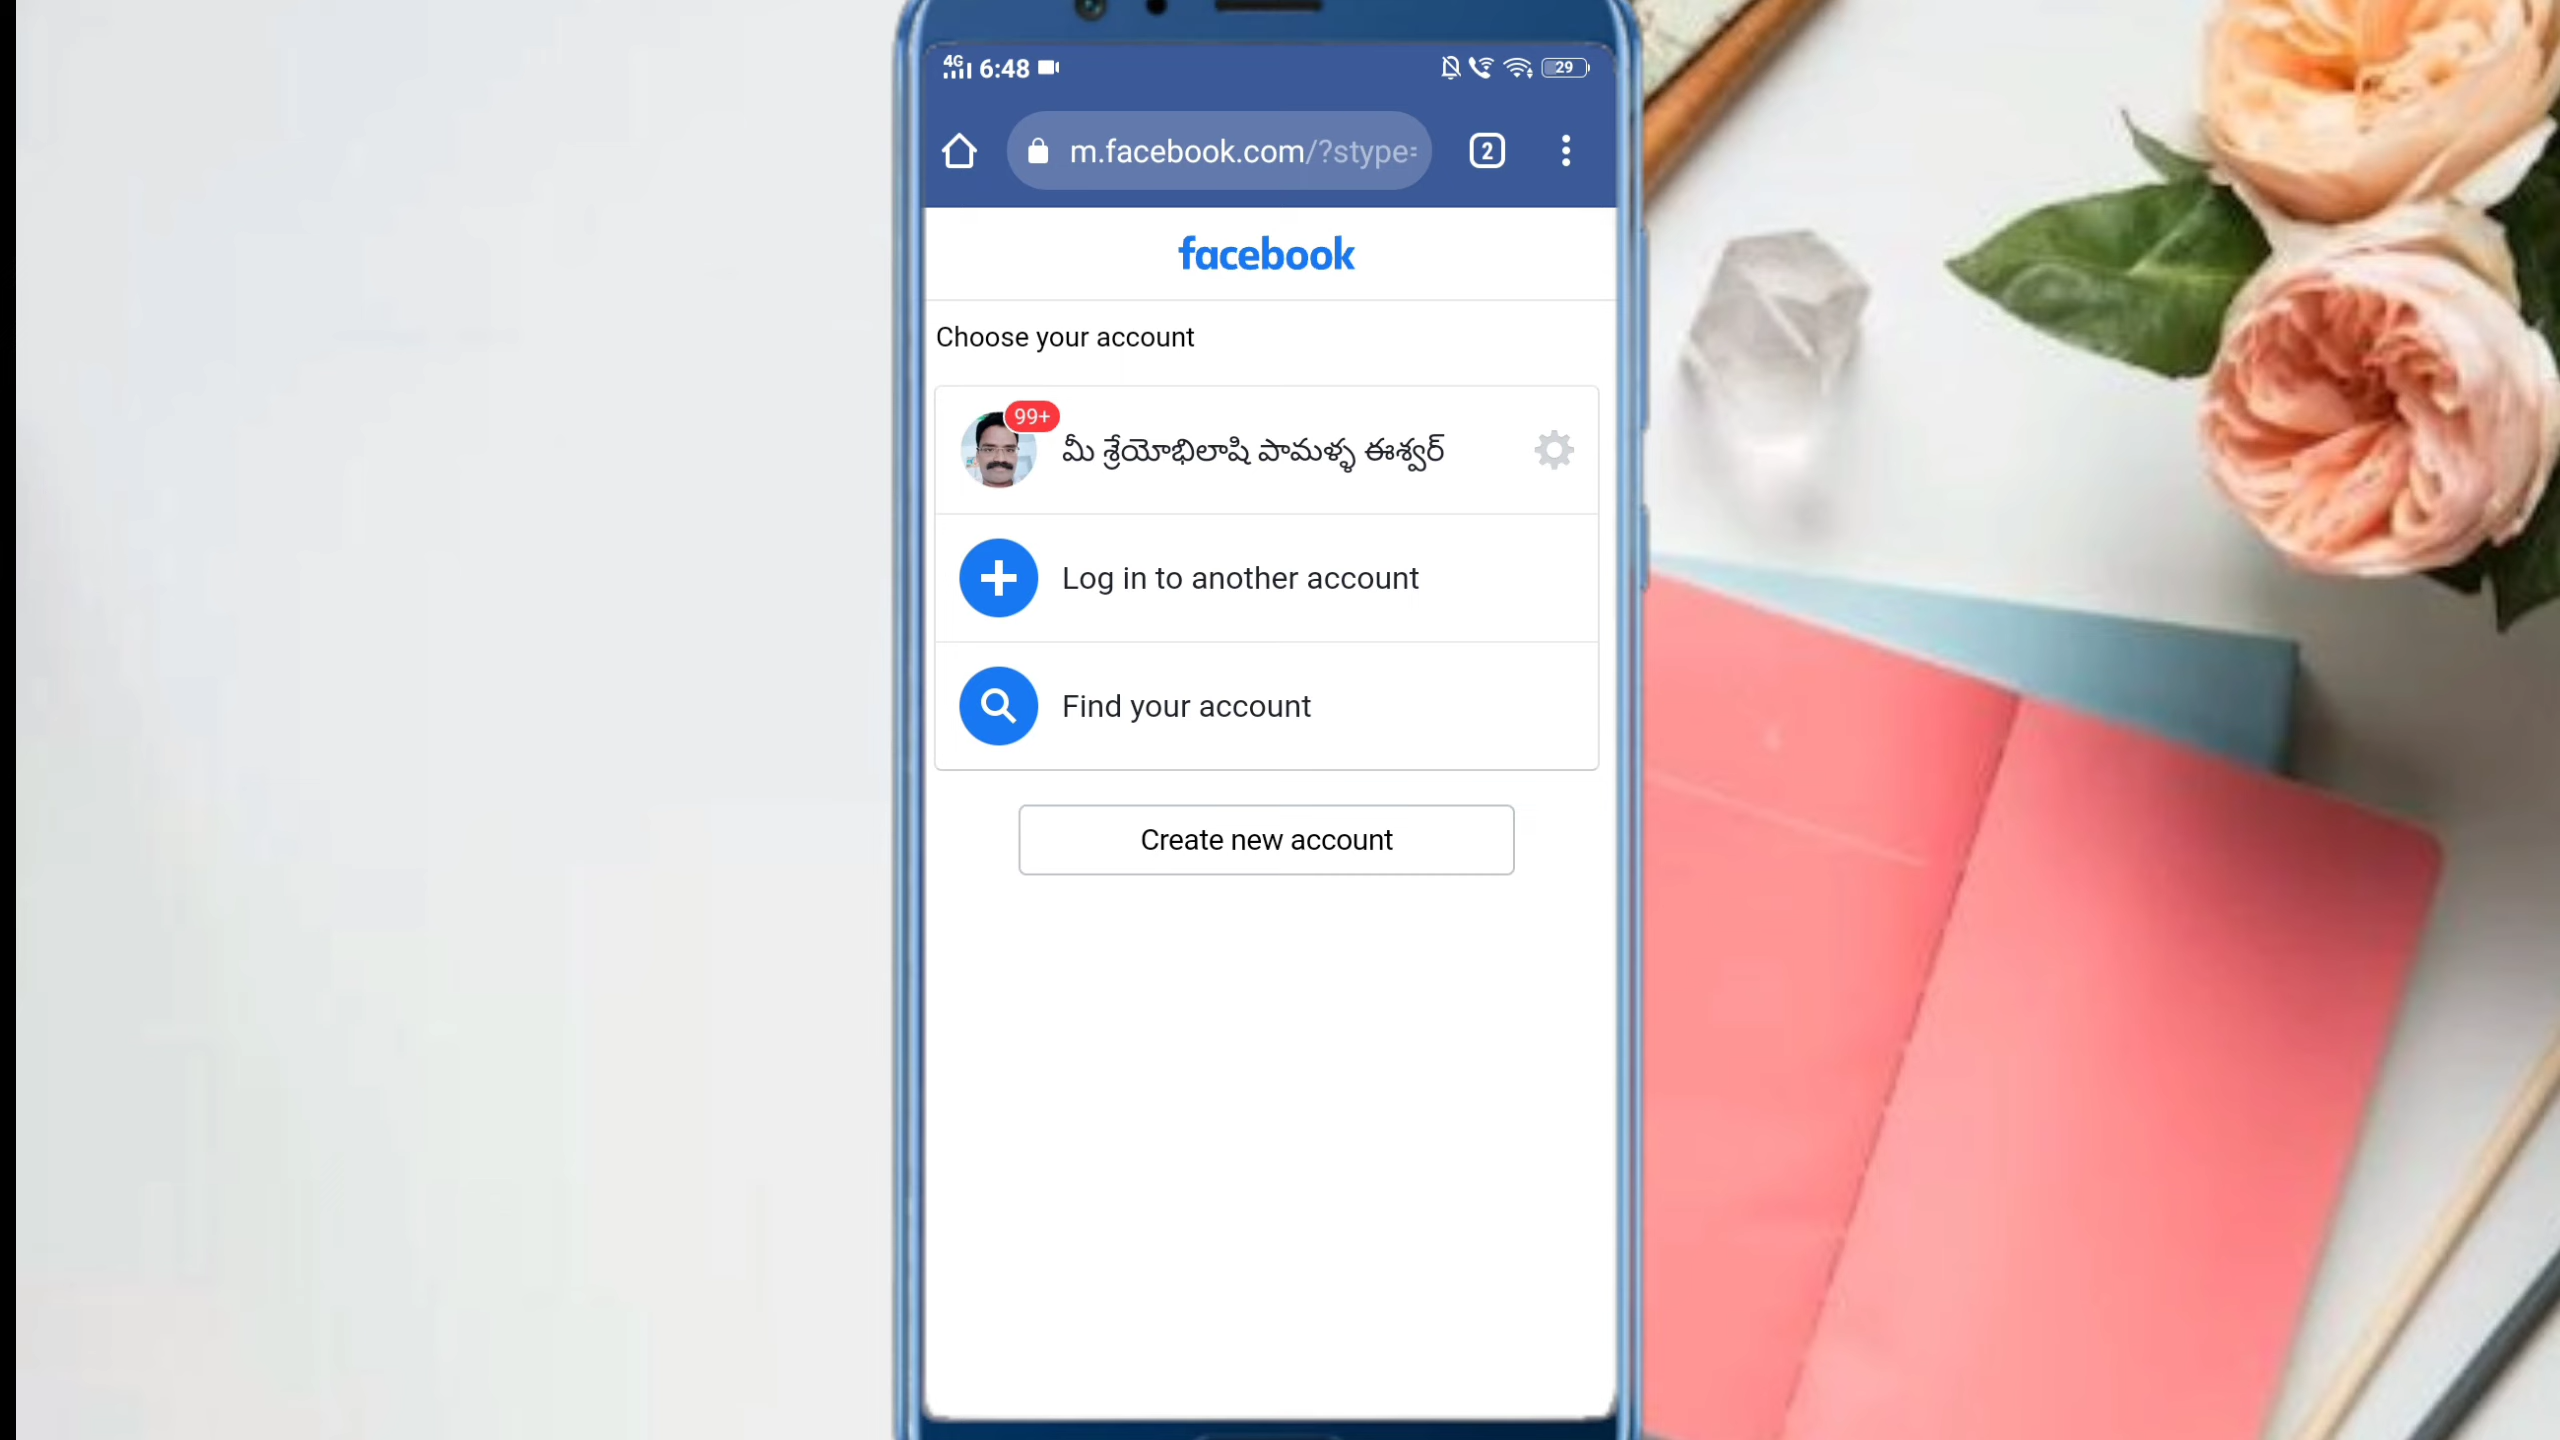 4G 6:48 29
m.facebook.com/?stype= 2
facebook
Choose your account
99+
మీ శ్రేయోభిలాషి పామళ్ళ ఈశ్వర్
Log in to another account
Find your account
Create new account